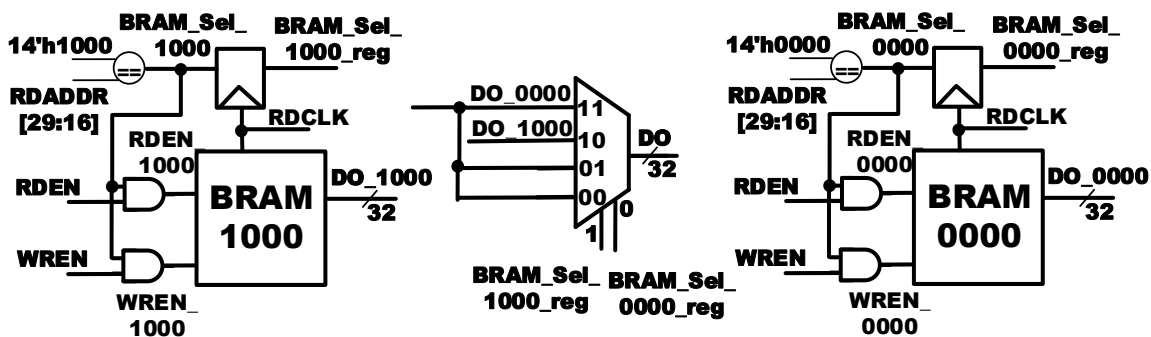 BRAM_Sel_
1000
14'h1000
==
BRAM_Sel_
1000_reg
RDADDR
[29:16]
RDCLK
RDEN_
1000
RDEN
BRAM
1000
DO_1000
32
WREN
WREN_
1000
DO_0000
11
DO_1000
10
01
00
DO
32
0
1
BRAM_Sel_
1000_reg
BRAM_Sel_
0000_reg
BRAM_Sel_
0000
14'h0000
==
BRAM_Sel_
0000_reg
RDADDR
[29:16]
RDCLK
RDEN_
0000
RDEN
BRAM
0000
DO_0000
32
WREN
WREN_
0000